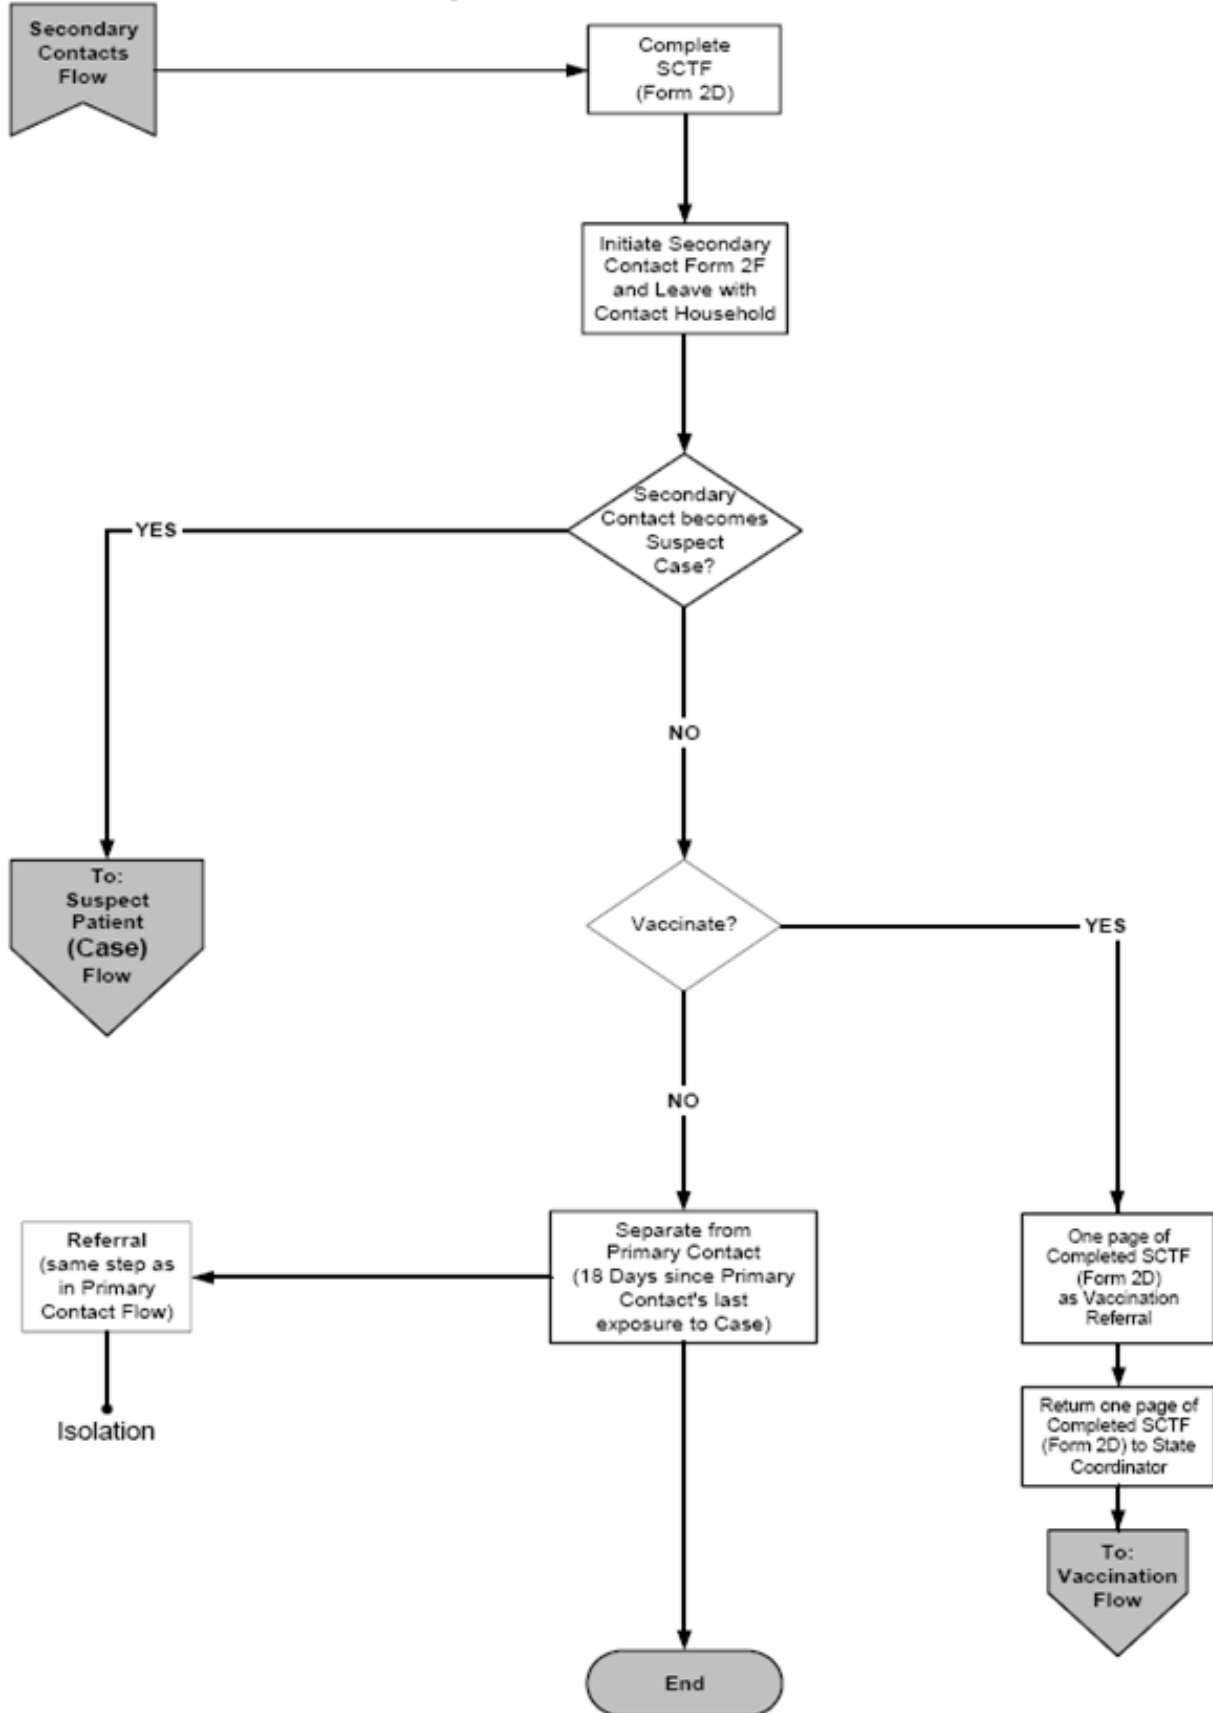 Secondary
Contacts
Flow
Complete
SCTF
(Form 2D)
Initiate Secondary
Contact Form 2F
and Leave with
Contact Household
Secondary
Contact becomes
Suspect
Case?
YES
NO
To:
Suspect
Patient
(Case)
Flow
Vaccinate?
YES
NO
Referral
(same step as
in Primary
Contact Flow)
Isolation
Separate from
Primary Contact
(18 Days since Primary
Contact's last
exposure to Case)
One page of
Completed SCTF
(Form 2D)
as Vaccination
Referral
Return one page of
Completed SCTF
(Form 2D) to State
Coordinator
To:
Vaccination
Flow
End